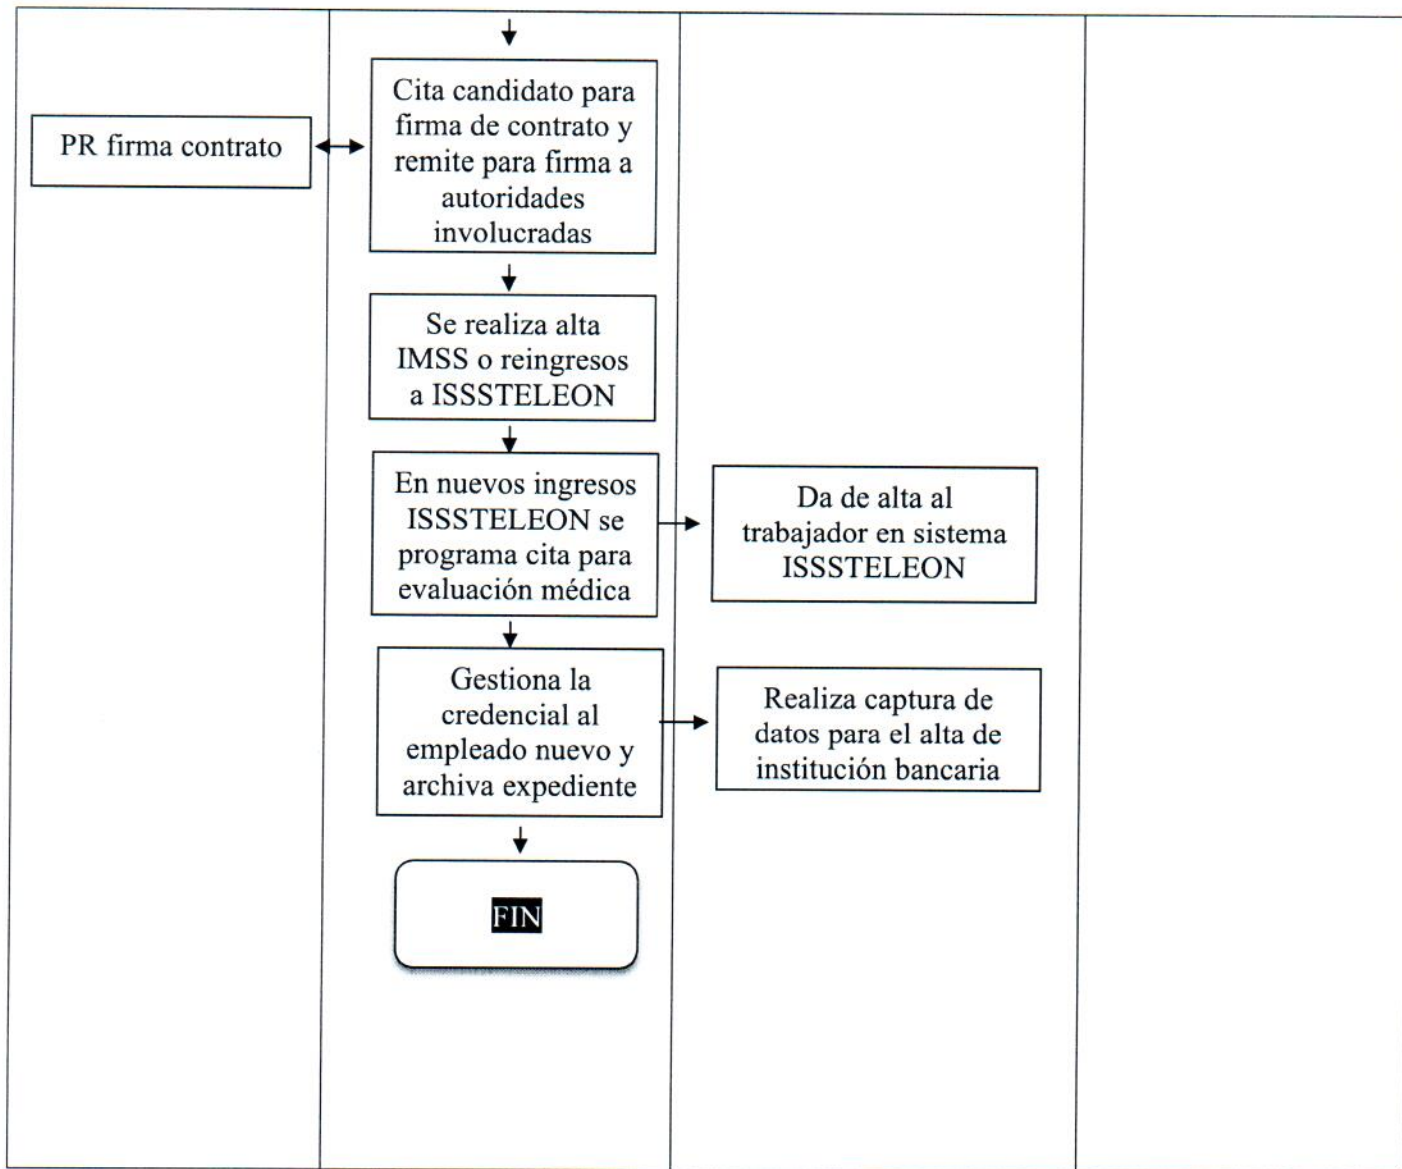 Cita candidato para
firma de contrato y
remite para firma a
autoridades
involucradas
PR firma contrato
Se realiza alta
IMSS o reingresos
a ISSSTELEON
En nuevos ingresos
ISSSTELEON se
programa cita para
evaluación médica
Da de alta al
trabajador en sistema
ISSSTELEON
Gestiona la
credencial al
empleado nuevo y
archiva expediente
Realiza captura de
datos para el alta de
institución bancaria
FIN